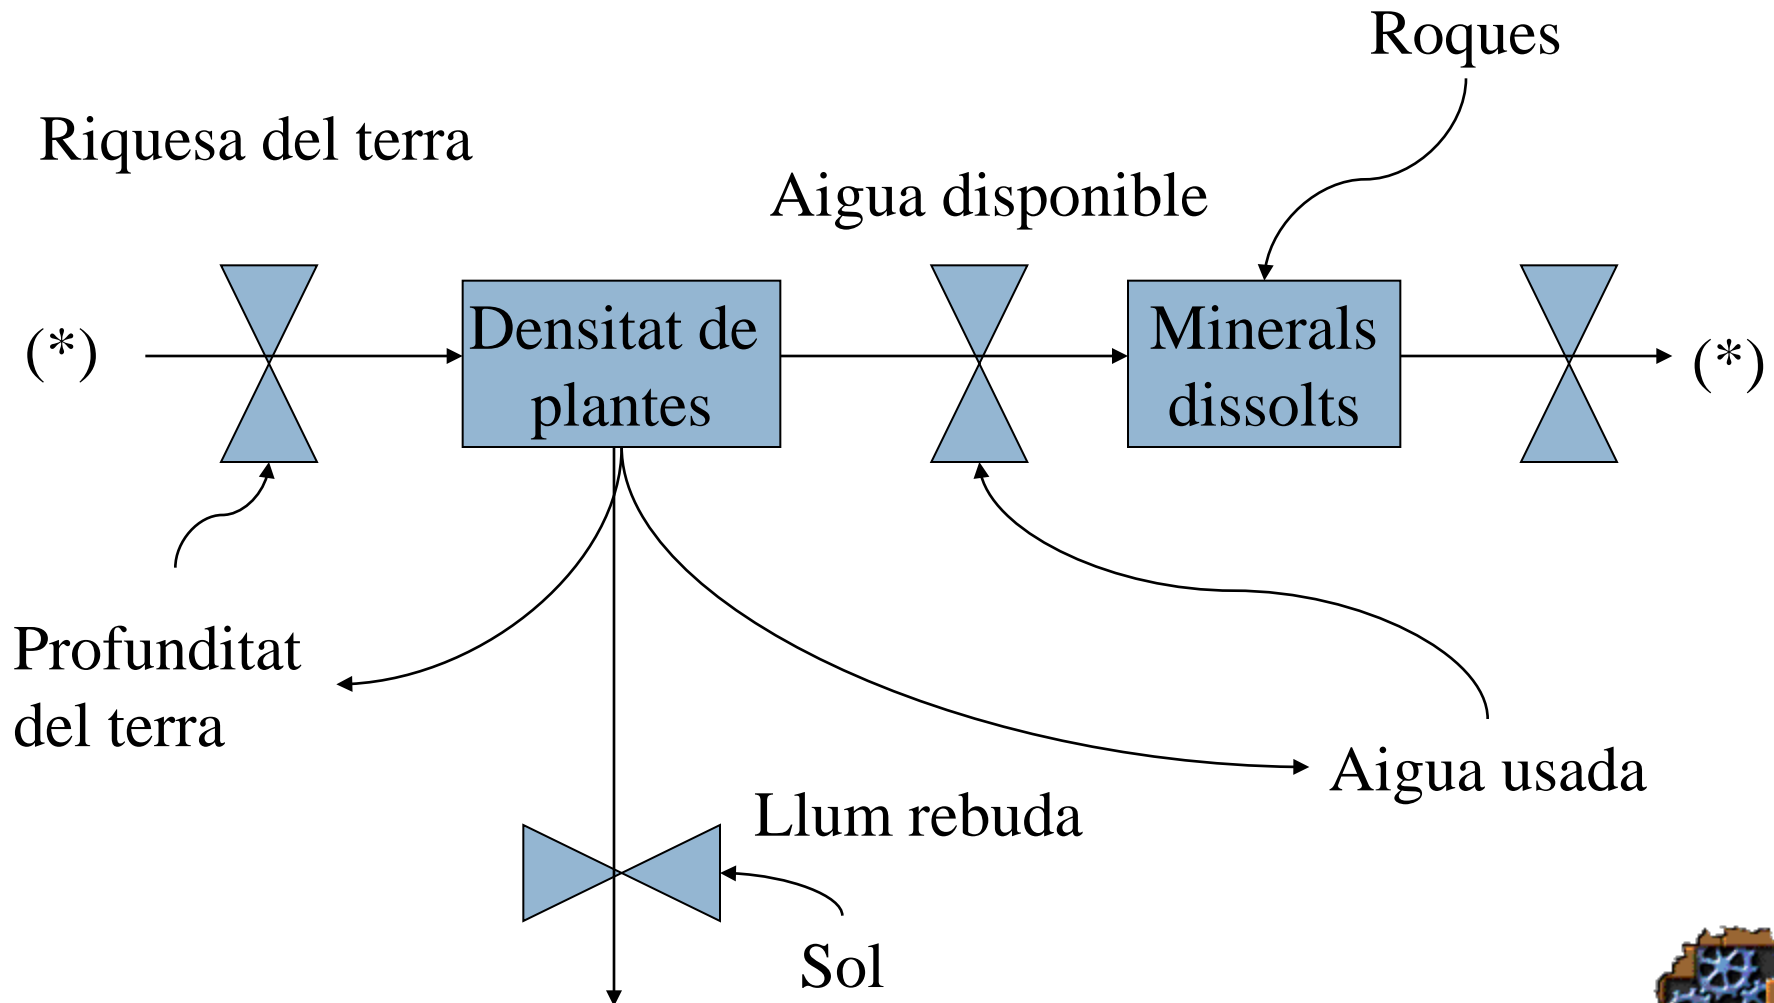 Roques
Riquesa del terra
Aigua disponible
(*)
Densitat de
plantes
Minerals
dissolts
(*)
Profunditat
del terra
Aigua usada
Llum rebuda
Sol